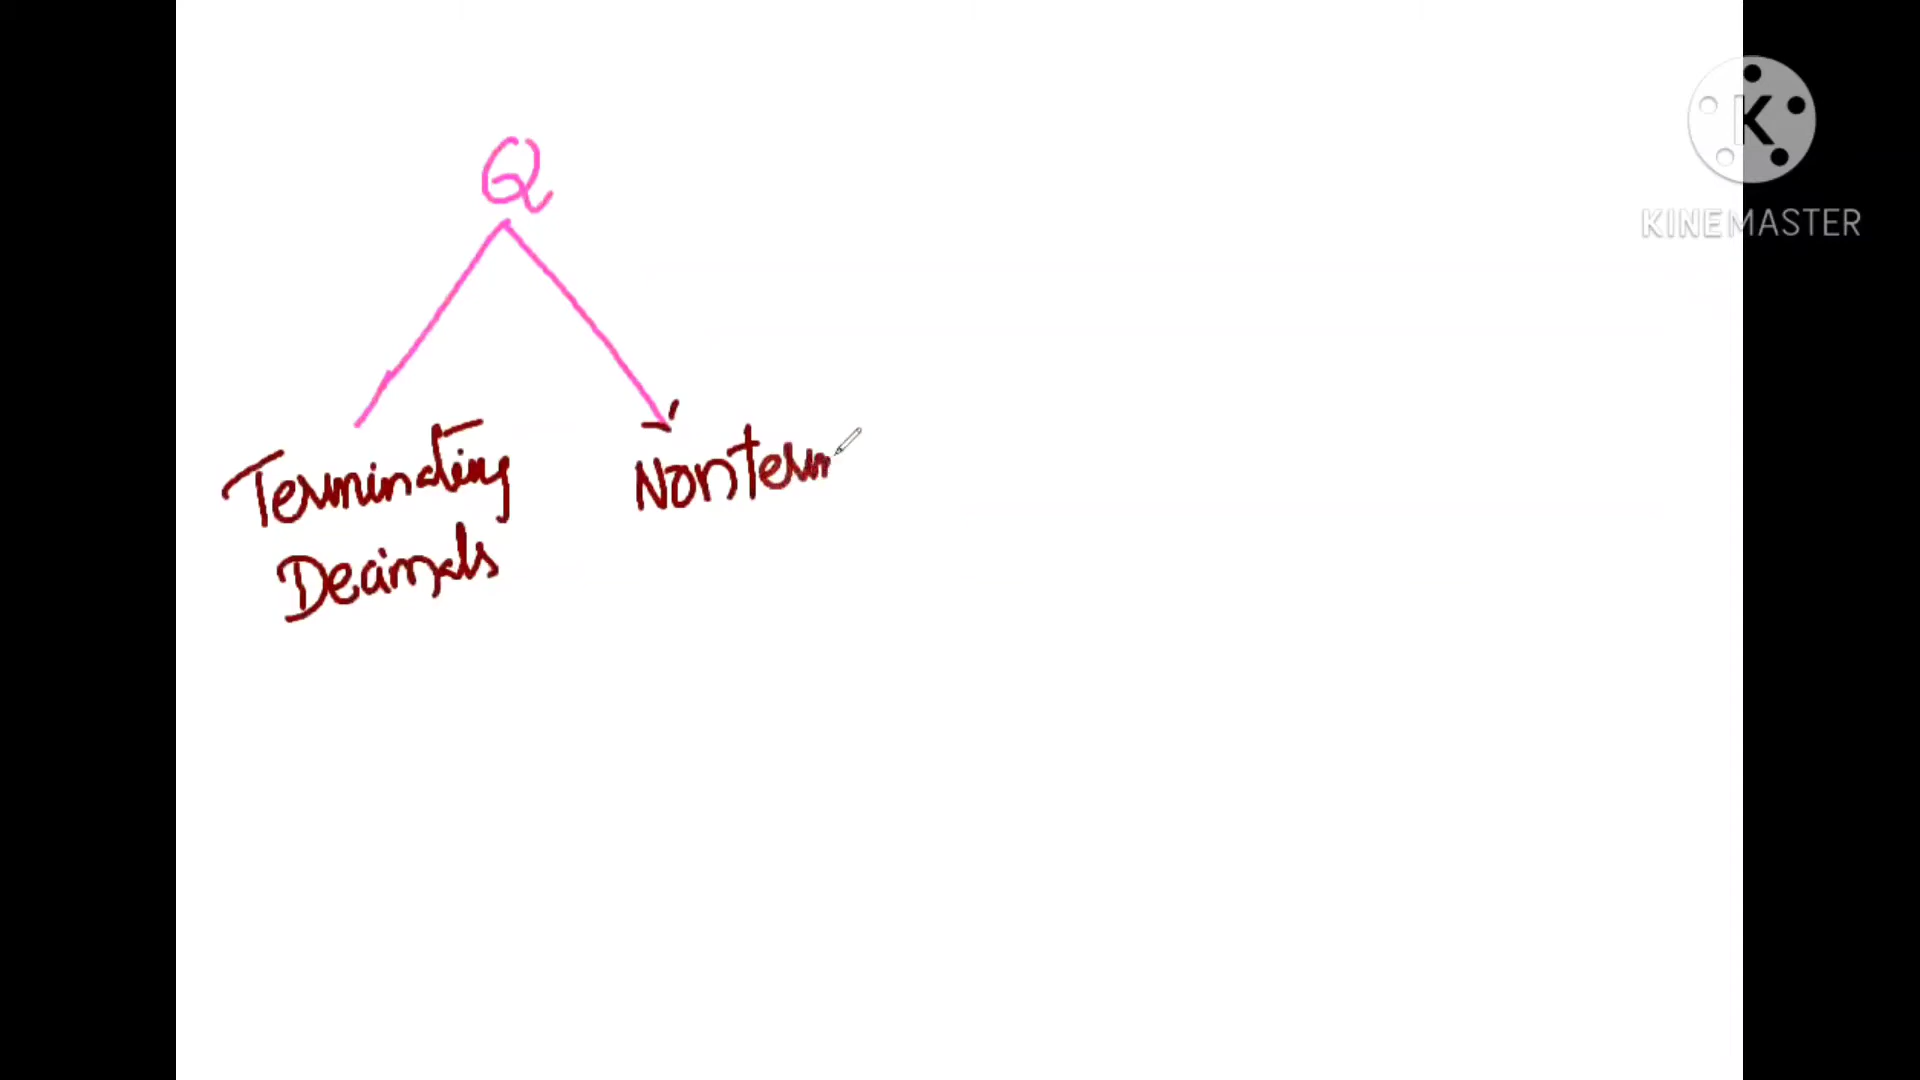 Q
Terminating
Decimals
Nonterm
K
KINEMASTER